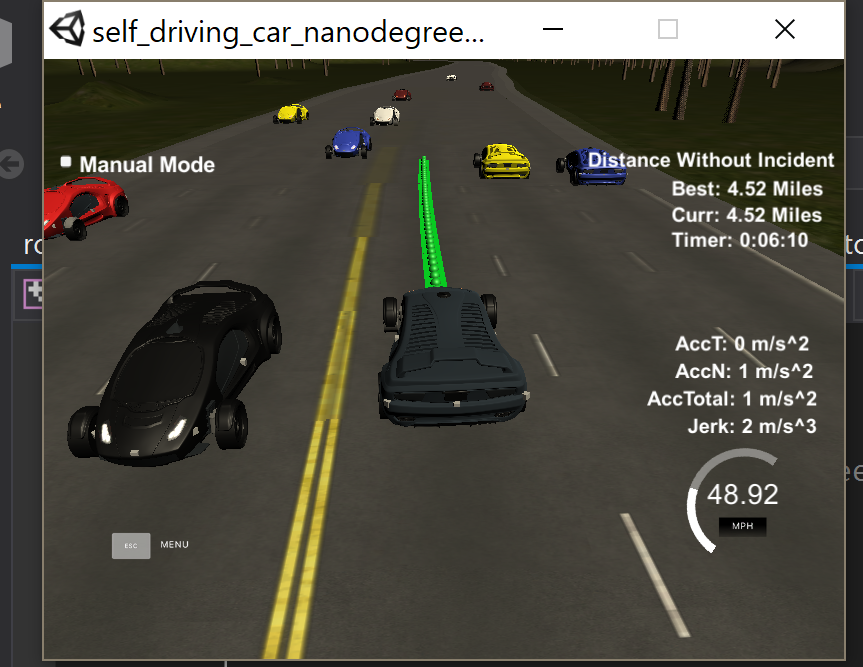 self_driving_car_nanodegree...
Manual Mode
Distance Without Incident
Best: 4.52 Miles
Curr: 4.52 Miles
Timer: 0:06:10
AccT: 0 m/s^2
AccN: 1 m/s^2
AccTotal: 1 m/s^2
Jerk: 2 m/s^3
48.92
MPH
ESC MENU